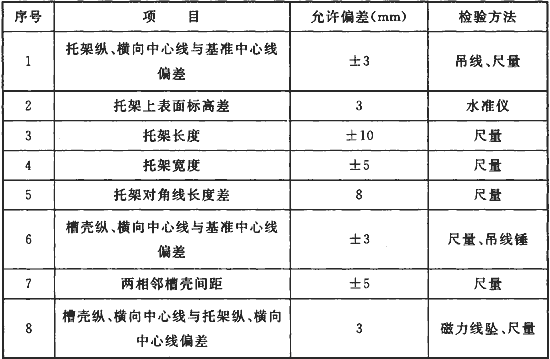 序号 项 目 允许偏差(mm) 检验方法
1 托架纵、横向中心线与基准中心线 ±3 吊线、尺量
偏差
2 托架上表面标高差 3 水准仪
3 托架长度 ±10 尺量
4 托架宽度 ±5 尺量
5 托架对角线长度差 8 尺量
6 槽壳纵、横向中心线与基准中心线 ±3 尺量、吊线锤
偏差
7 两相邻槽壳间距 ±5 尺量
8 槽壳纵、横向中心线与托架纵、横向 3 磁力线坠、尺量
中心线偏差